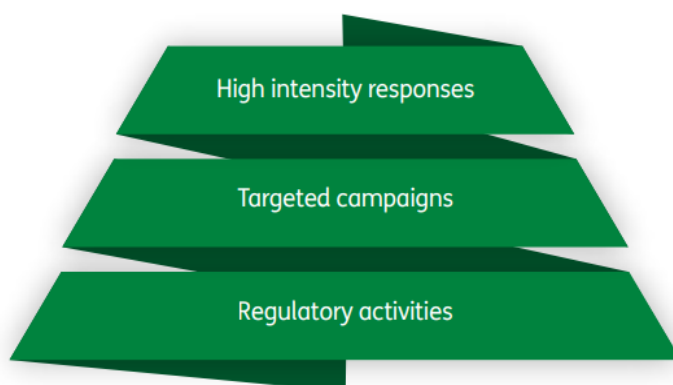 High intensity responses
Targeted campaigns
Regulatory activities